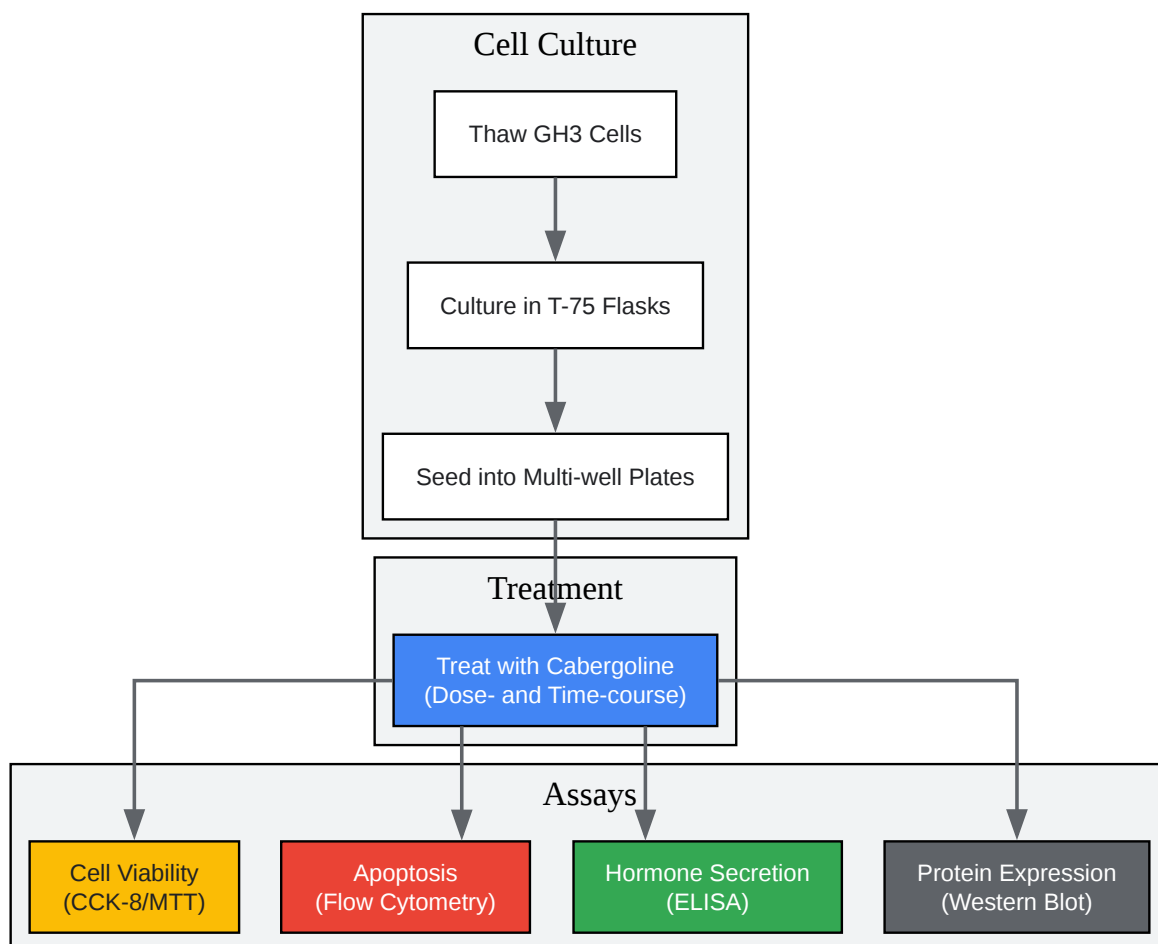 Cell Culture
Thaw GH3 Cells
Culture in T-75 Flasks
Seed into Multi-well Plates
Treatment
Treat with Cabergoline
(Dose- and Time-course)
Assays
Cell Viability
(CCK-8/MTT)
Apoptosis
(Flow Cytometry)
Hormone Secretion
(ELISA)
Protein Expression
(Western Blot)